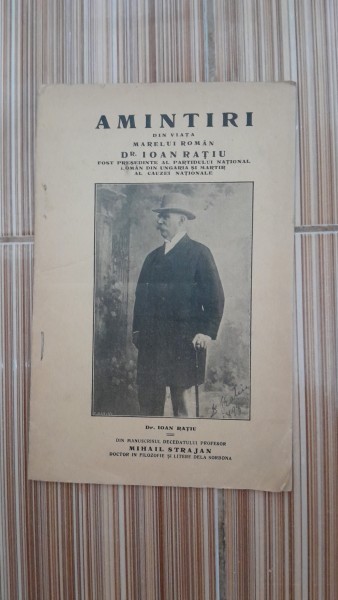 AMINTIRI
DIN VIAȚA
MARELUI ROMÂN
DR. IOAN RAȚIU
FOST PREȘEDINTE AL PARTIDULUI NAȚIONAL
ROMÂN DIN UNGARIA ȘI MARTIR
AL CAUZEI NAȚIONALE
Dr. IOAN RAȚIU
DIN MANUSCRISUL DECEDATULUI PROFESOR
MIHAIL STRAJAN
DOCTOR IN FILOZOFIE ȘI LITERE DELA SORBONA